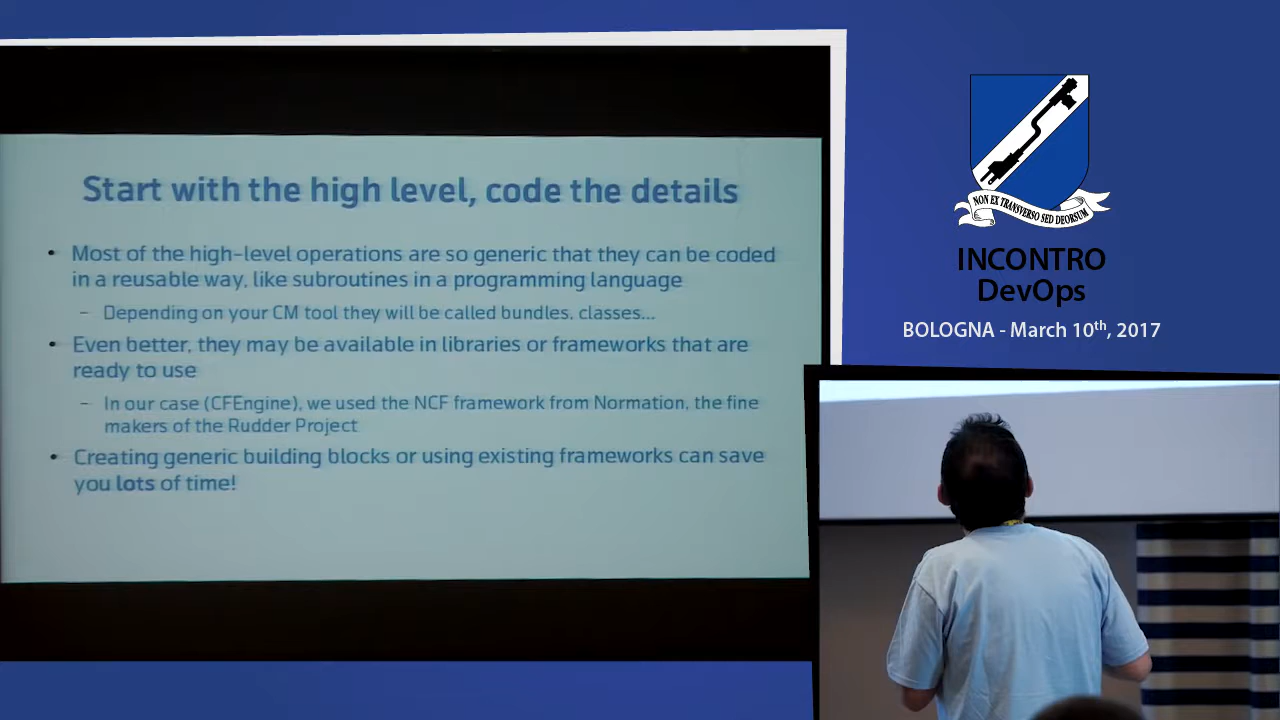 Start with the high level, code the details
• Most of the high-level operations are so generic that they can be coded
in a reusable way, like subroutines in a programming language
– Depending on your CM tool they will be called bundles, classes...
• Even better, they may be available in libraries or frameworks that are
ready to use
– In our case (CFEngine), we used the NCF framework from Normation, the fine
makers of the Rudder Project
• Creating generic building blocks or using existing frameworks can save
you lots of time!
NON EX TRANSVERSO SED DEORSUM
INCONTRO
DevOps
BOLOGNA - March 10th, 2017